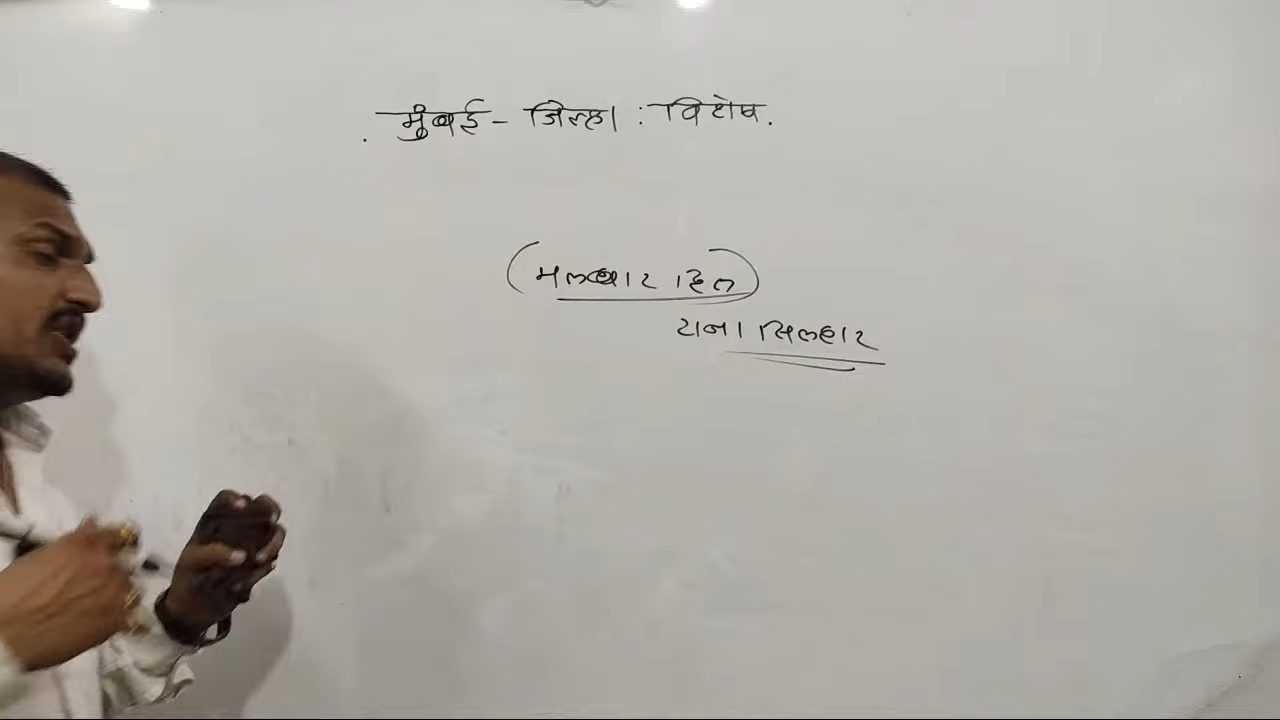 मुंबई - जिल्हा : विशेष.
(मलबार हिल)
राजा सिलहार